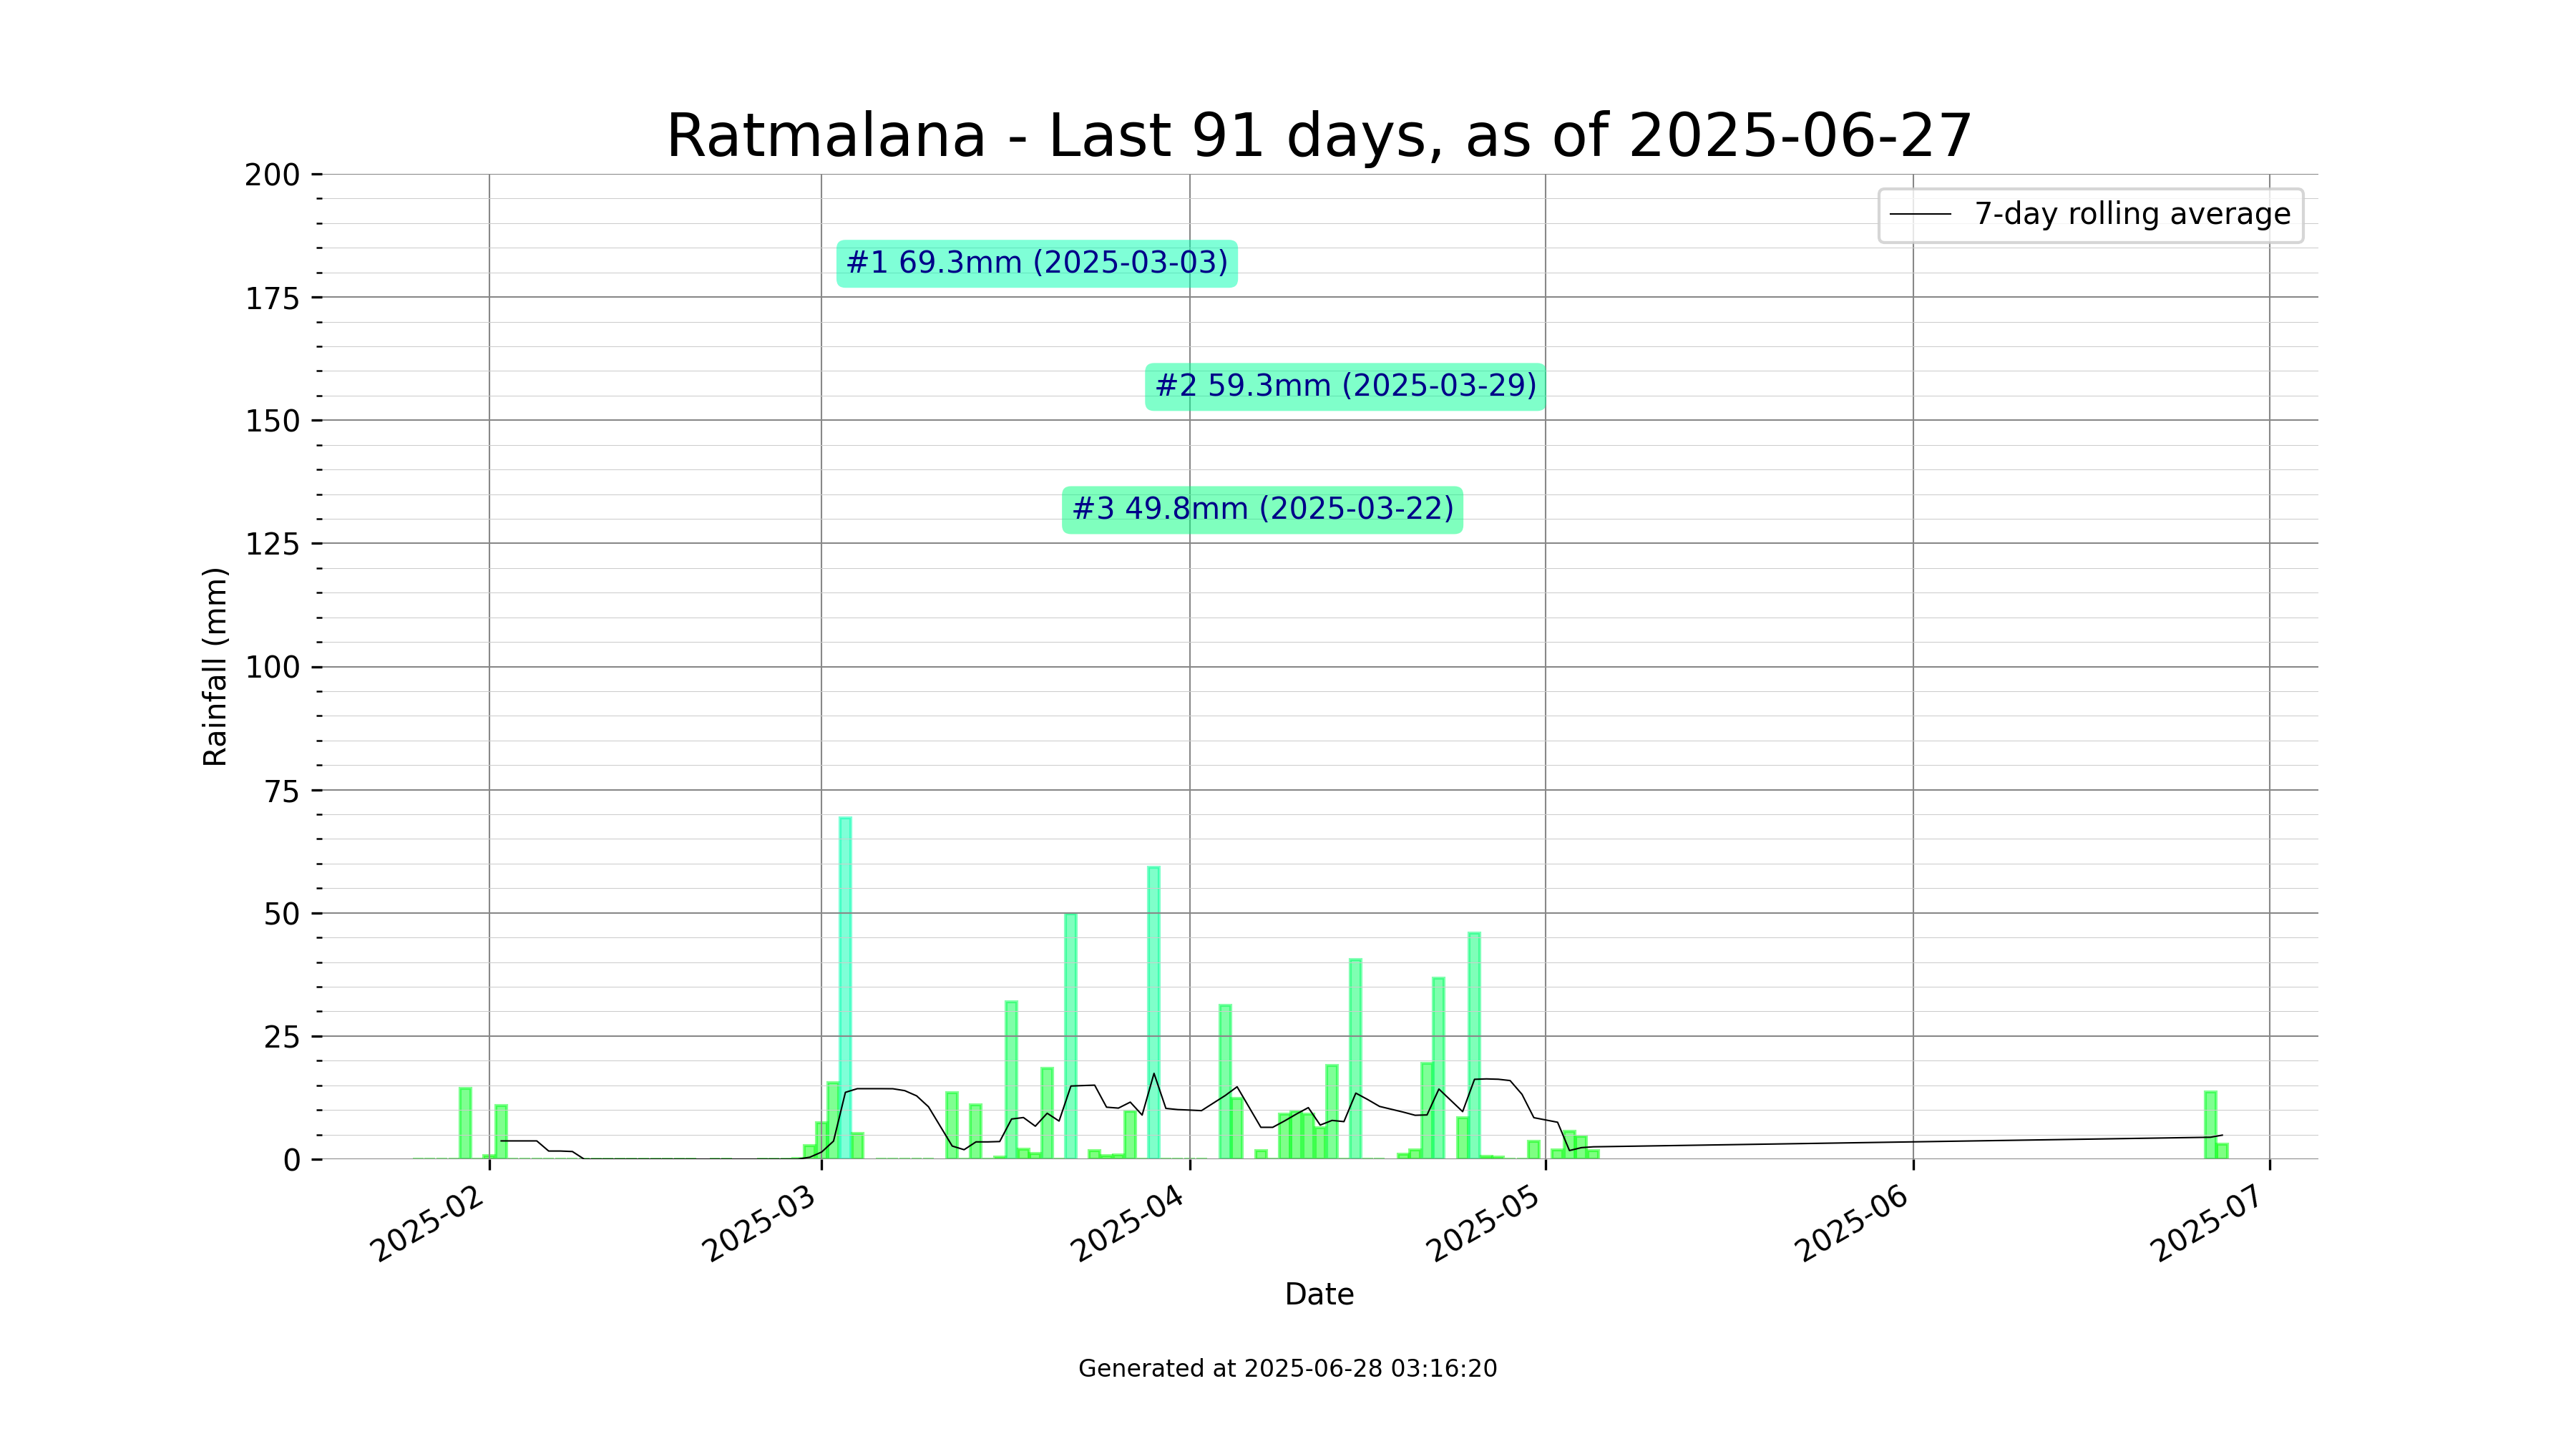 Ratmalana - Last 91 days, as of 2025-06-27
200
175
150
125
100
75
50
25
0
Rainfall (mm)
7-day rolling average
#1 69.3mm (2025-03-03)
#2 59.3mm (2025-03-29)
#3 49.8mm (2025-03-22)
2025-02
2025-03
2025-04
2025-05
2025-06
2025-07
Date
Generated at 2025-06-28 03:16:20